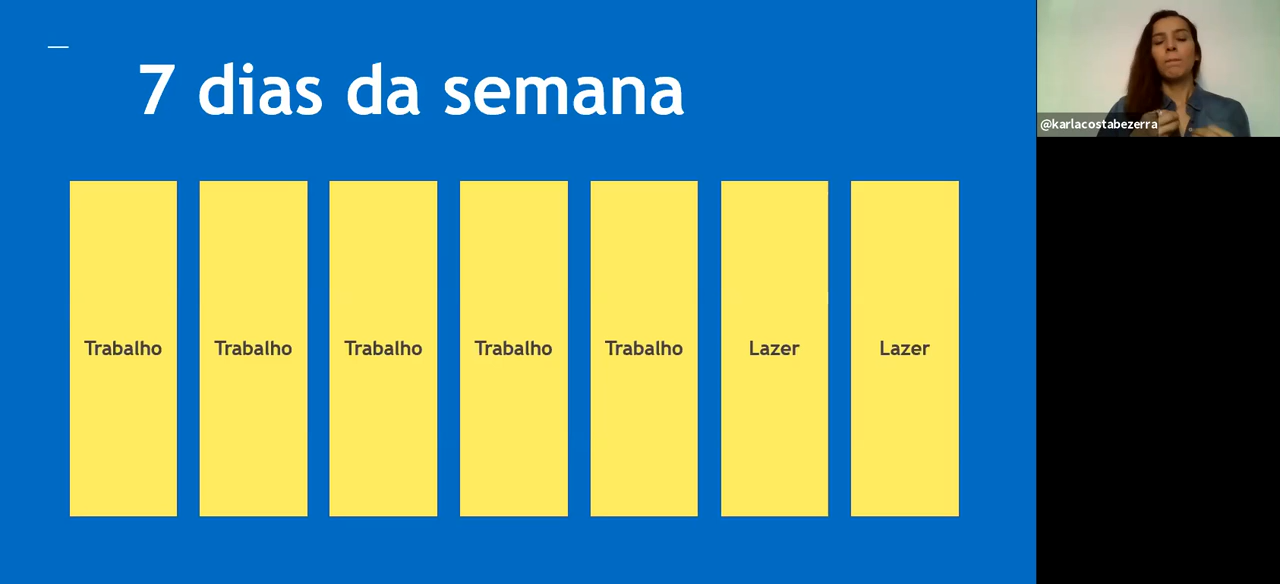 7 dias da semana
@karlacostabezerra
Trabalho
Trabalho
Trabalho
Trabalho
Trabalho
Lazer
Lazer